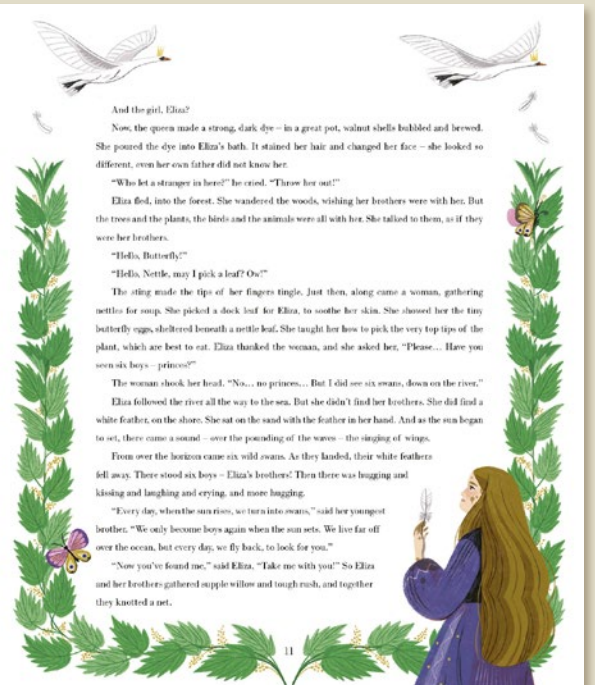 And the girl, Eliza?
Now, the queen made a strong, dark dye – in a great pot, walnut shells bubbled and brewed.
She poured the dye into Eliza's bath. It stained her hair and changed her face – she looked so
different, even her own father did not know her.
"Who let a stranger in here?" he cried. "Throw her out!"
Eliza fled, into the forest. She wandered the woods, wishing her brothers were with her. But
the trees and the plants, the birds and the animals were all with her. She talked to them, as if they
were her brothers.
"Hello, Butterfly!"
"Hello, Nettle, may I pick a leaf? Ow!"
The sting made the tips of her fingers tingle. Just then, along came a woman, gathering
nettles for soup. She picked a dock leaf for Eliza, to soothe her skin. She showed her the tiny
butterfly eggs, sheltered beneath a nettle leaf. She taught her how to pick the very top tips of the
plant, which are best to eat. Eliza thanked the woman, and she asked her, "Please… Have you
seen six boys – princes?"
The woman shook her head. "No… no princes… But I did see six swans, down on the river."
Eliza followed the river all the way to the sea. But she didn't find her brothers. She did find a
white feather, on the shore. She sat on the sand with the feather in her hand. And as the sun began
to set, there came a sound – over the pounding of the waves – the singing of wings.
From over the horizon came six wild swans. As they landed, their white feathers
fell away. There stood six boys – Eliza's brothers! Then there was hugging and
kissing and laughing and crying, and more hugging.
"Every day, when the sun rises, we turn into swans," said her youngest
brother. "We only become boys again when the sun sets. We live far off
over the ocean, but every day, we fly back, to look for you."
"Now you've found me," said Eliza, "Take me with you!" So Eliza
and her brothers gathered supple willow and tough rush, and together
they knotted a net.
11